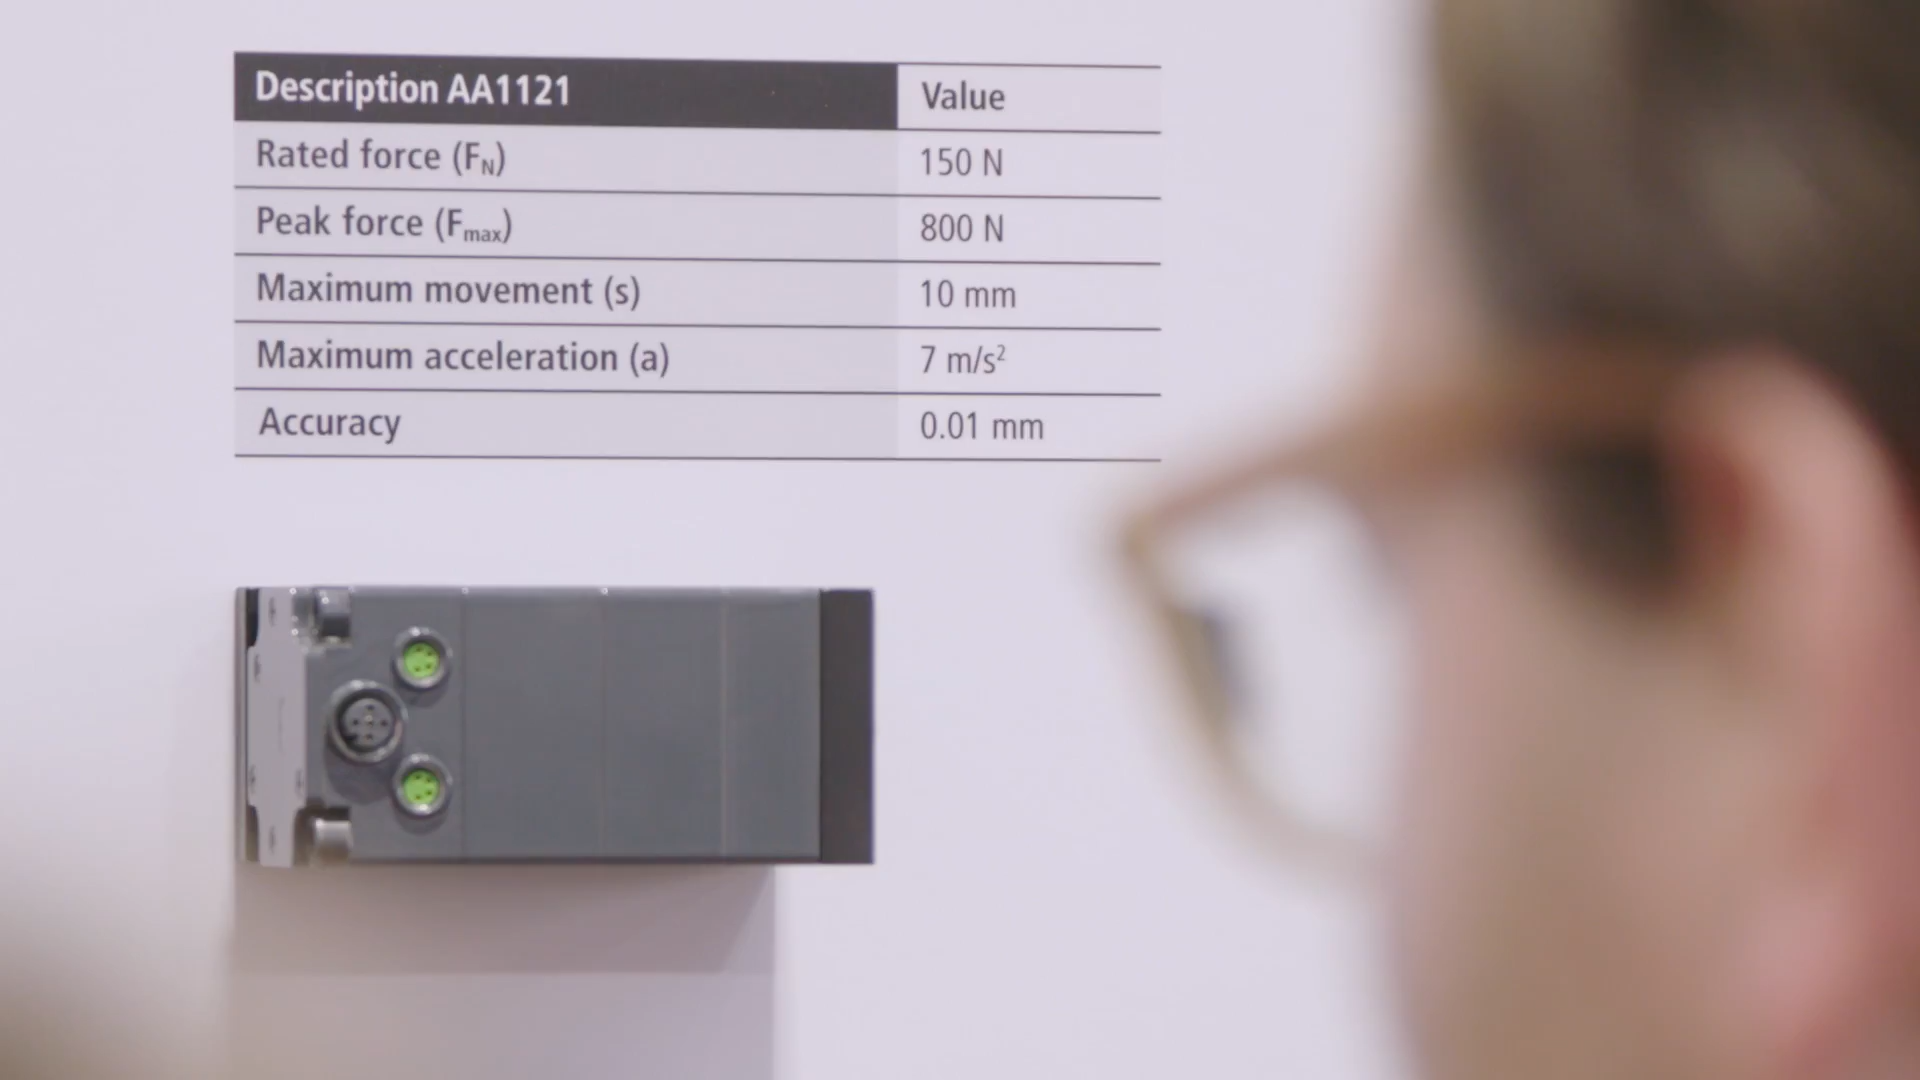 Description AA1121 Value
Rated force (FN) 150 N
Peak force (Fmax) 800 N
Maximum movement (s) 10 mm
Maximum acceleration (a) 7 m/s²
Accuracy 0.01 mm